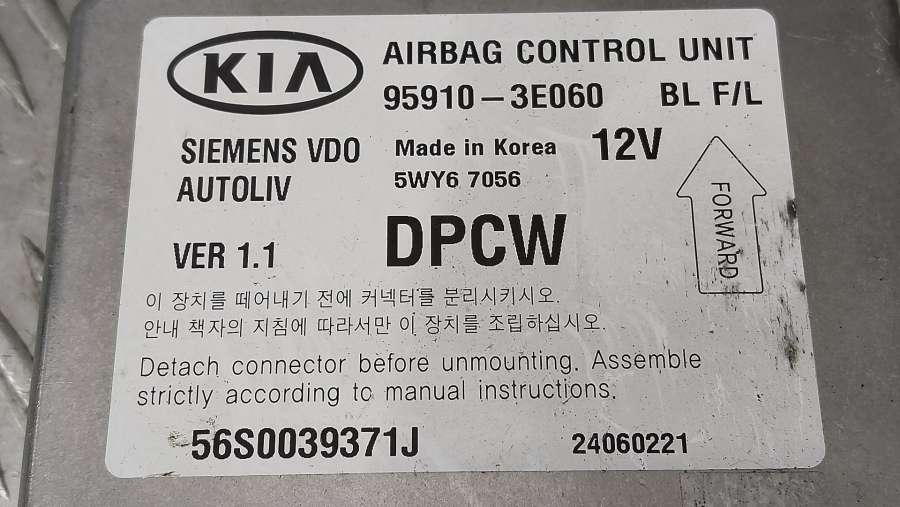 KIA AIRBAG CONTROL UNIT
95910-3E060 BL F/L
SIEMENS VDO Made in Korea 12V
AUTOLIV 5WY6 7056
FORWARD
VER 1.1 DPCW
이 장치를 떼어내기 전에 커넥터를 분리시키시오.
안내 책자의 지침에 따라서만 이 장치를 조립하십시오.
Detach connector before unmounting. Assemble
strictly according to manual instructions.
56S0039371J 24060221